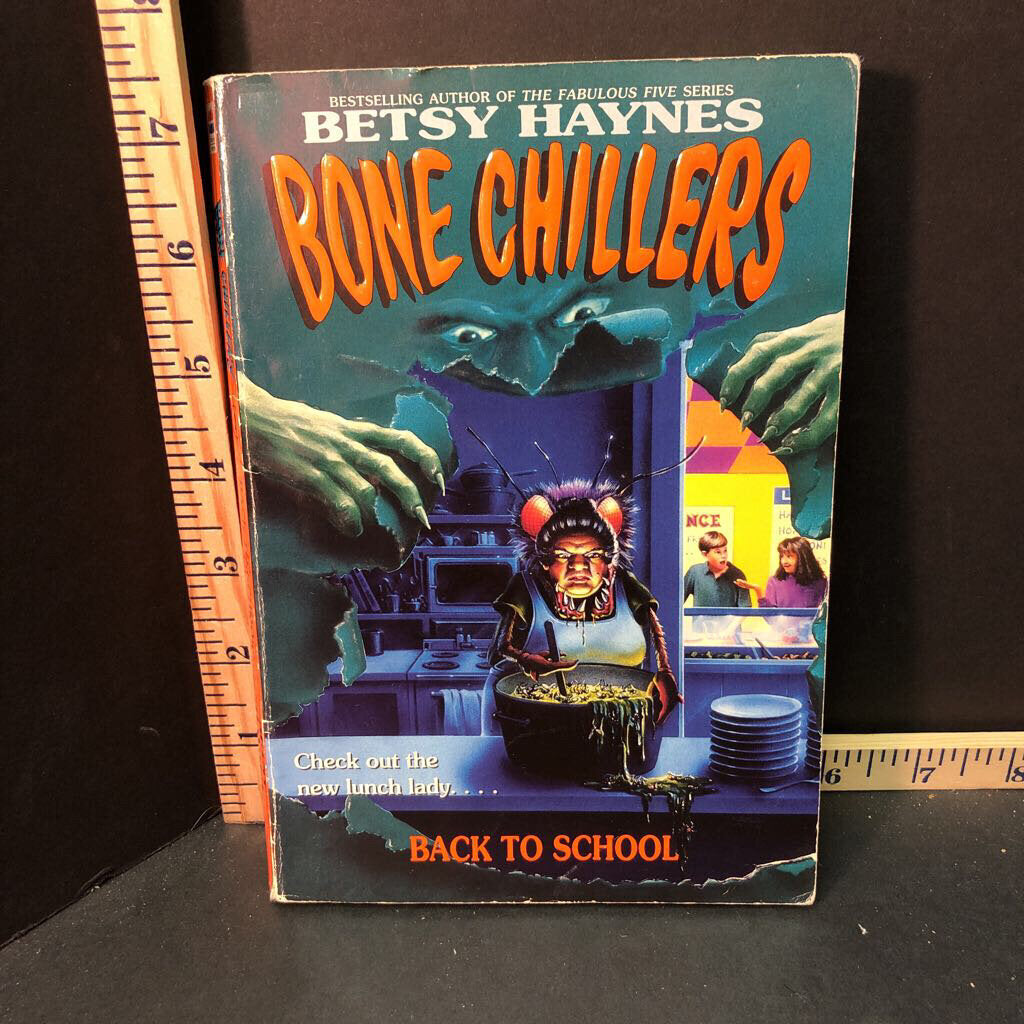 BESTSELLING AUTHOR OF THE FABULOUS FIVE SERIES
BETSY HAYNES
BONE CHILLERS
NCE
L
Check out the
new lunch lady. . . .
BACK TO SCHOOL
8
7
6
5
4
3
2
1
6 7 8